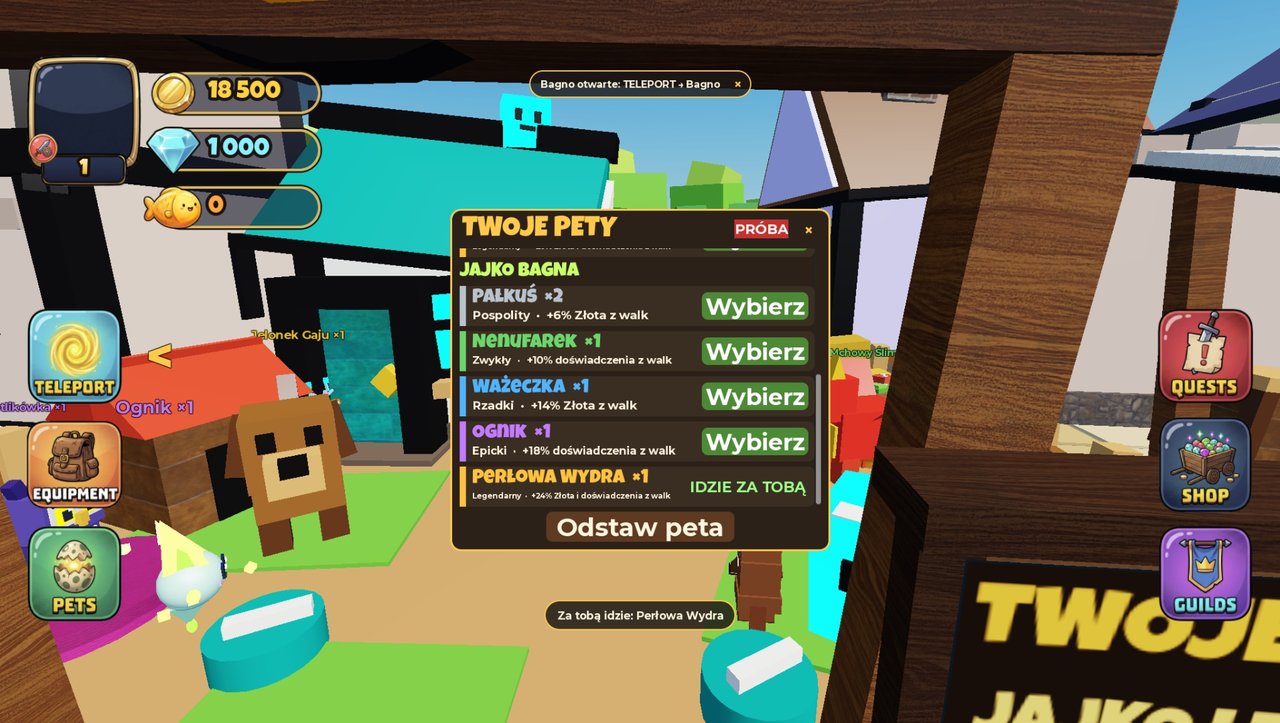 18 500
Bagno otwarte: TELEPORT → Bagno ×
1 000
1
0
TWOJE PETY
PRÓBA ×
JAJKO BAGNA
PAŁKUŚ ×2
Pospolity · +6% Złota z walk
Wybierz
NENUFAREK ×1
Zwykły · +10% doświadczenia z walk
Wybierz
WAŻECZKA ×1
Rzadki · +14% Złota z walk
Wybierz
OGNIK ×1
Epicki · +18% doświadczenia z walk
Wybierz
PERŁOWA WYDRA ×1
Legendarny · +24% Złota i doświadczenia z walk
IDZIE ZA TOBĄ
Odstaw peta
Za tobą idzie: Perłowa Wydra
Jelonek Gaju ×1
Ognik ×1
TELEPORT
EQUIPMENT
PETS
QUESTS
SHOP
GUILDS
TWOJE